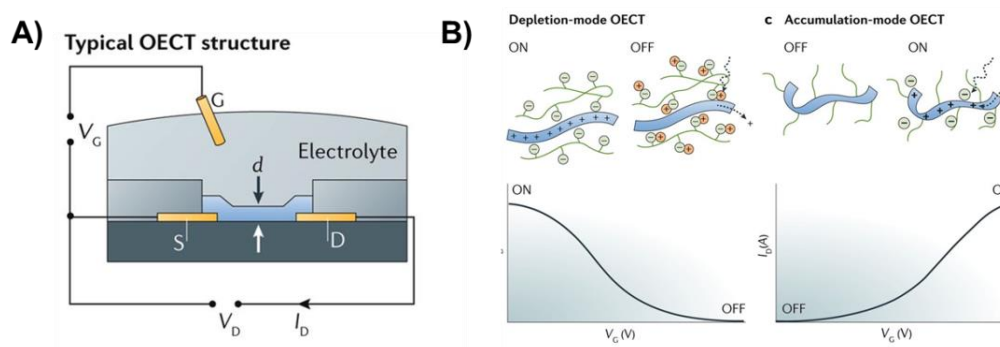 A)
Typical OECT structure
G
V_G
Electrolyte
d
S
D
V_D
I_D
B)
Depletion-mode OECT
ON
OFF
+ + + + + + + +
ON
OFF
V_G (V)
c Accumulation-mode OECT
OFF
ON
I_D(A)
OFF
V_G (V)